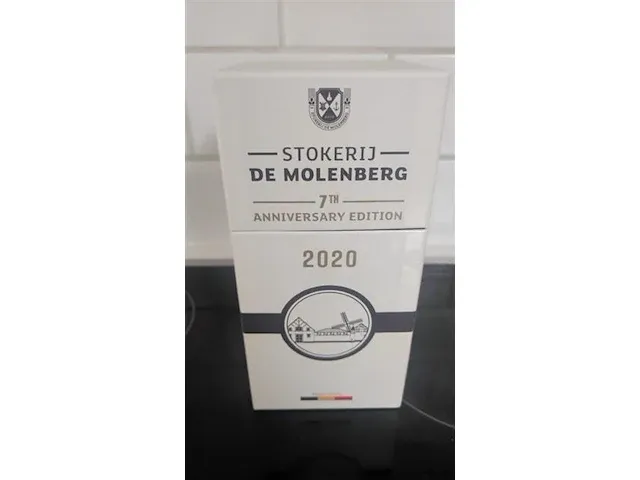 STOKERIJ
DE MOLENBERG
7TH
ANNIVERSARY EDITION
2020